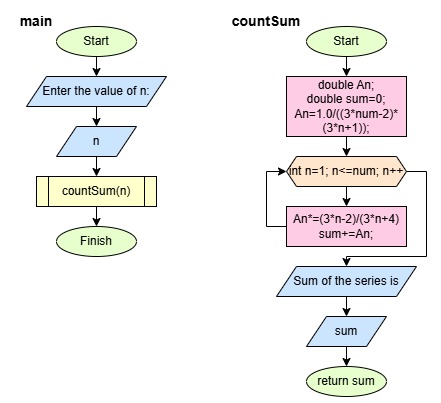 main
Start
Enter the value of n:
n
countSum(n)
Finish
countSum
Start
double An;
double sum=0;
An=1.0/((3*num-2)*
(3*n+1));
int n=1; n<=num; n++
An*=(3*n-2)/(3*n+4)
sum+=An;
Sum of the series is
sum
return sum